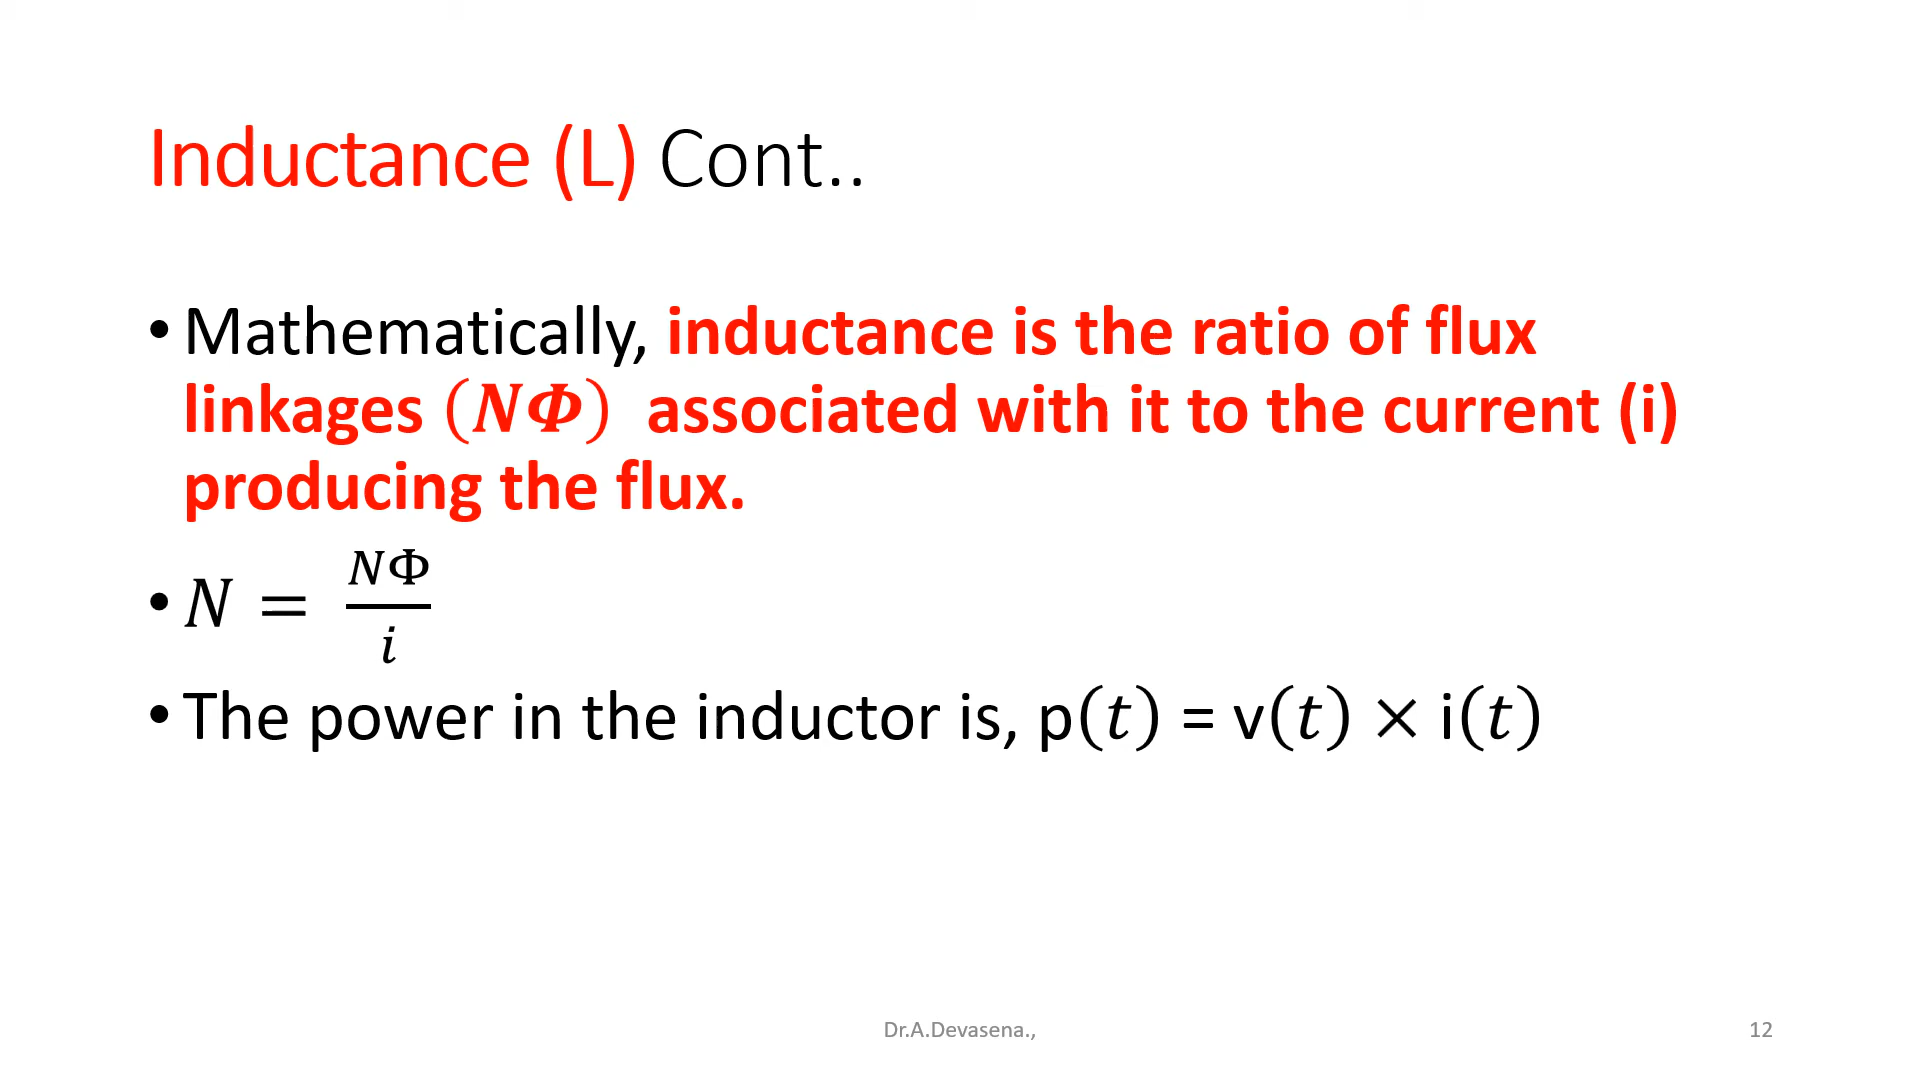 Inductance (L) Cont..
• Mathematically, inductance is the ratio of flux
linkages (NΦ) associated with it to the current (i)
producing the flux.
• N = NΦ/i
• The power in the inductor is, p(t) = v(t) × i(t)
Dr.A.Devasena.,
12